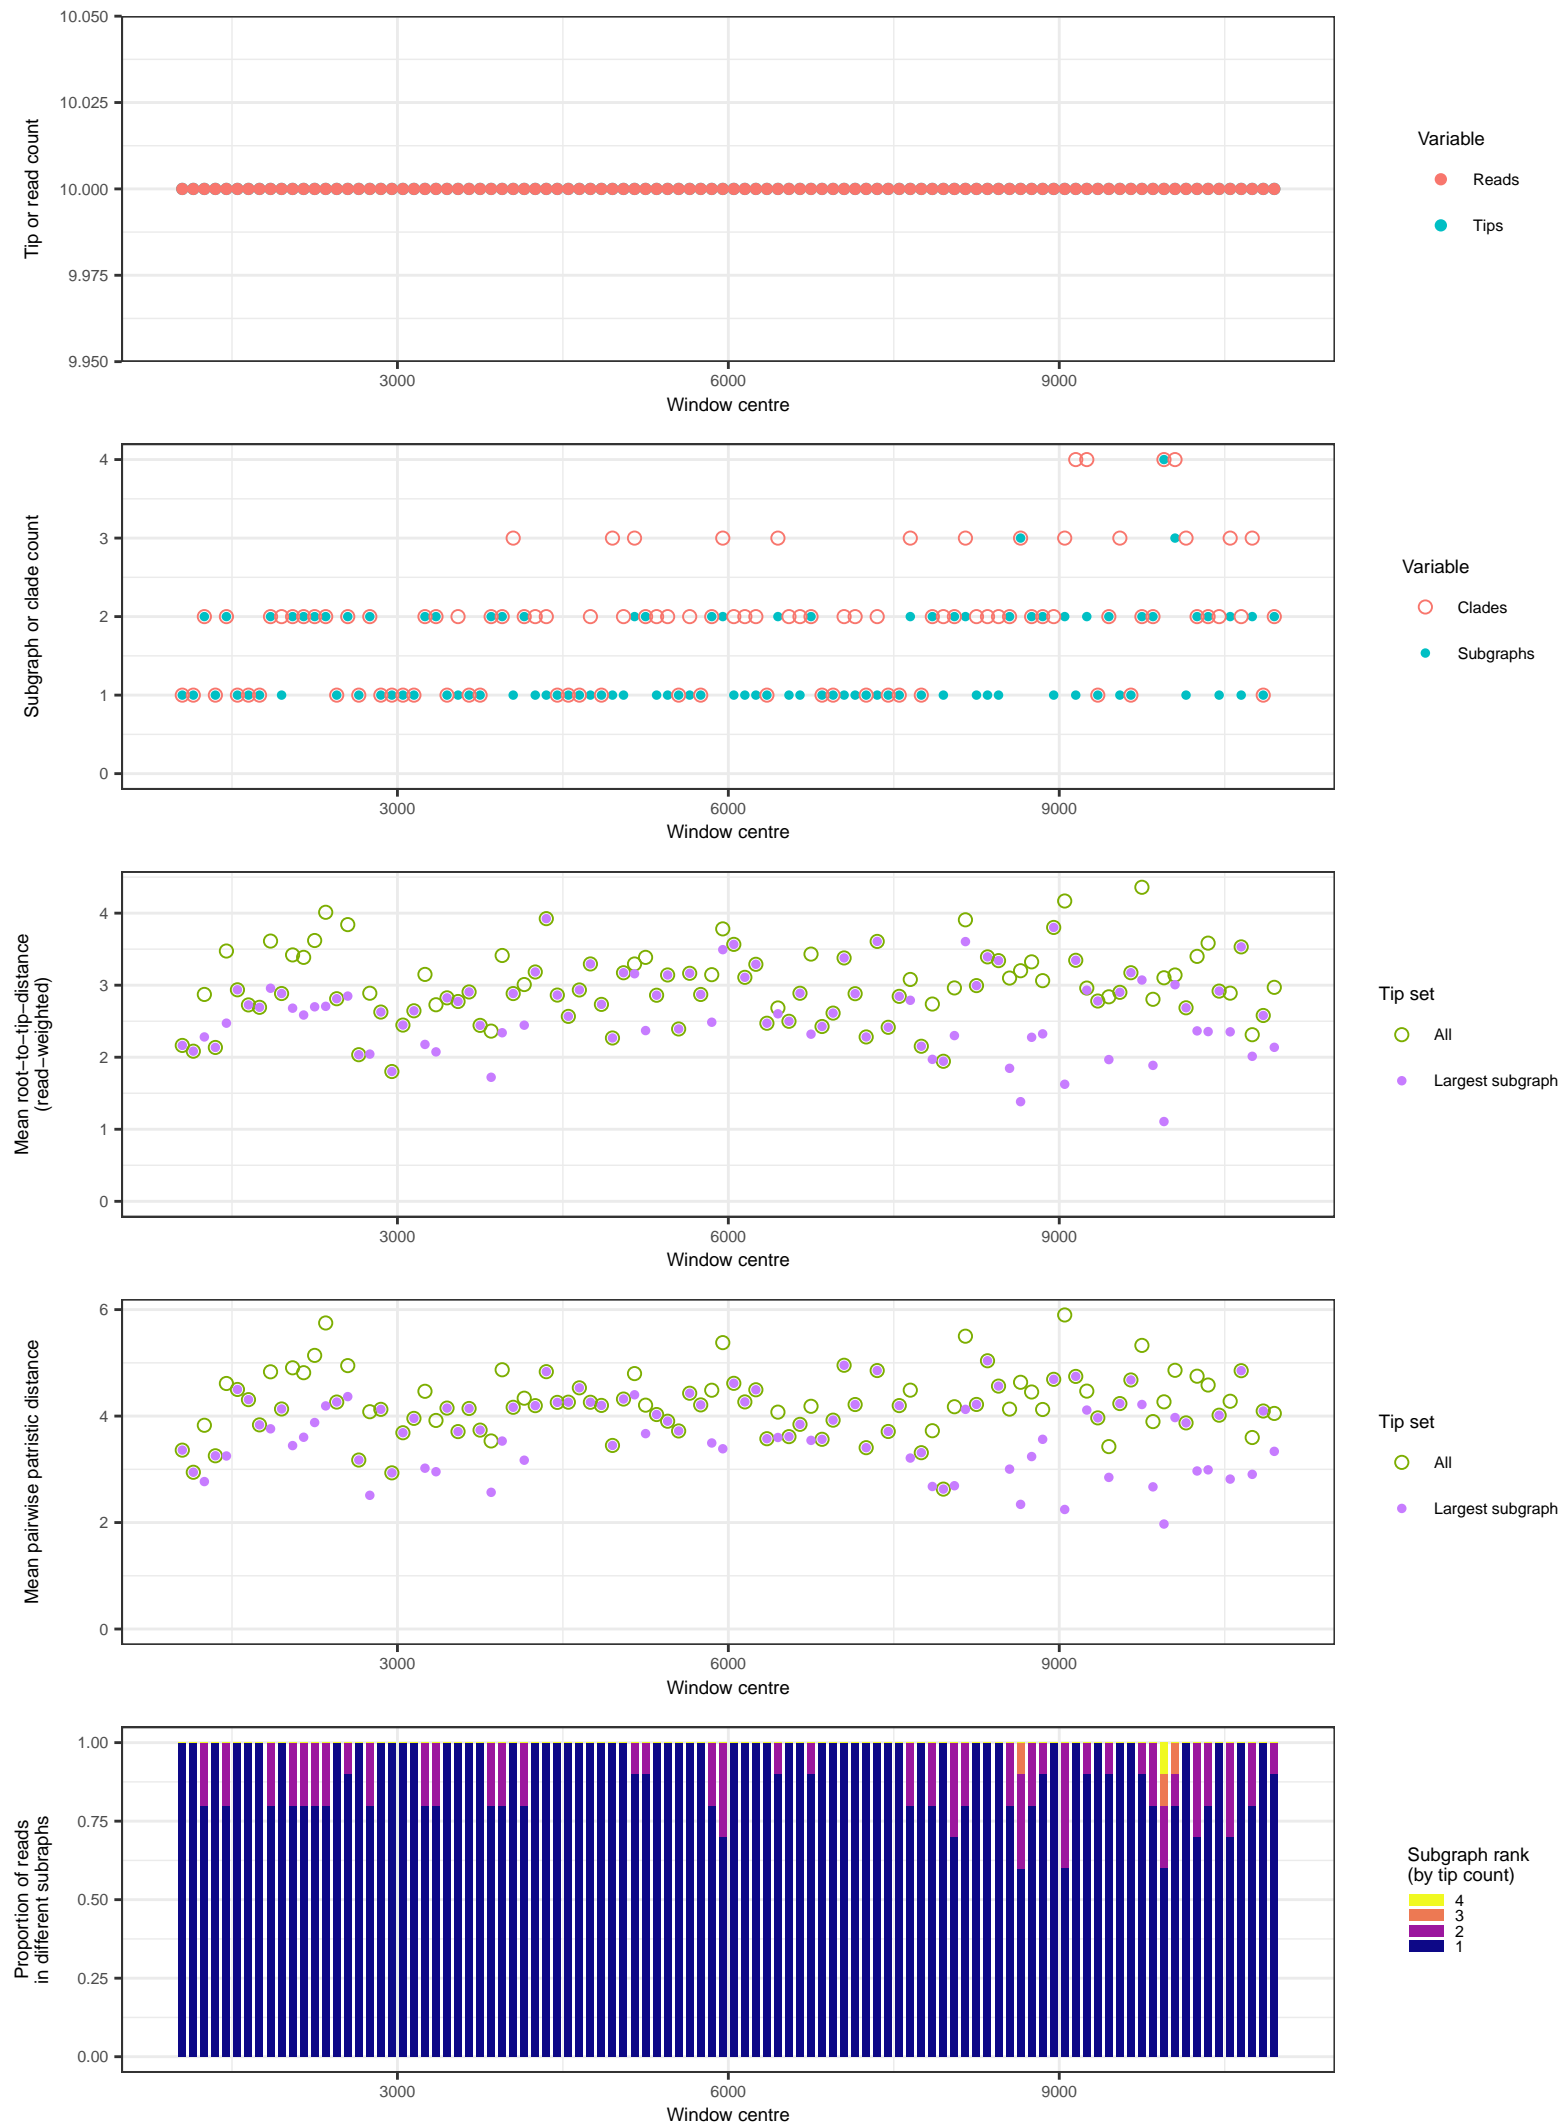 10.050
10.025
10.000
9.975
9.950
Tip or read count
3000
6000
9000
Window centre
Variable
Reads
Tips
4
3
2
1
0
Subgraph or clade count
3000
6000
9000
Window centre
Variable
Clades
Subgraphs
4
3
2
1
0
Mean root−to−tip−distance
(read−weighted)
3000
6000
9000
Window centre
Tip set
All
Largest subgraph
6
4
2
0
Mean pairwise patristic distance
3000
6000
9000
Window centre
Tip set
All
Largest subgraph
1.00
0.75
0.50
0.25
0.00
Proportion of reads
in different subraphs
3000
6000
9000
Window centre
Subgraph rank
(by tip count)
4
3
2
1